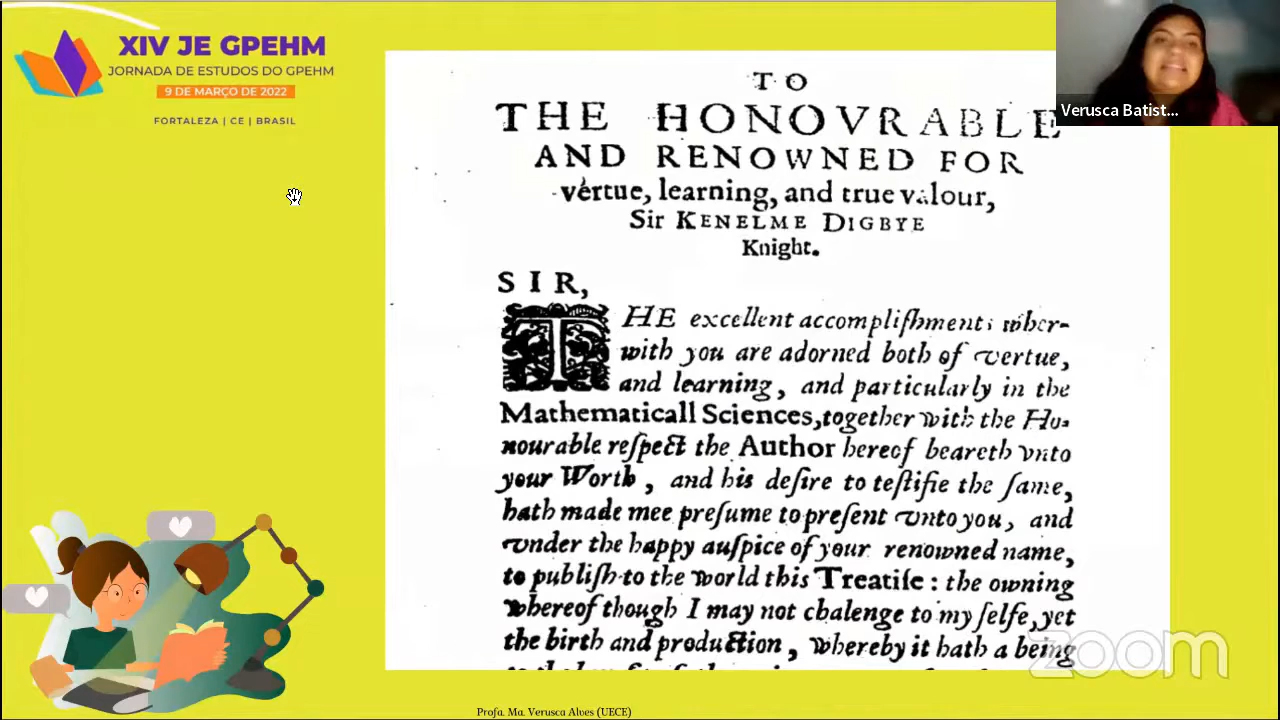 XIV JE GPEHM
JORNADA DE ESTUDOS DO GPEHM
9 DE MARÇO DE 2022
FORTALEZA | CE | BRASIL
Verusca Batist...
TO
THE HONOVRABLE
AND RENOWNED FOR
vertue, learning, and true valour,
Sir KENELME DIGBYE
Knight.
SIR,
THE excellent accompliſhments wher-
with you are adorned both of vertue,
and learning, and particularly in the
Mathematicall Sciences, together with the Ho-
nourable reſpect the Author hereof beareth vnto
your Worth, and his deſire to teſtifie the ſame,
hath made mee preſume to preſent vnto you, and
vnder the happy auſpice of your renowned name,
to publiſh to the world this Treatiſe: the owning
whereof though I may not chalenge to my ſelfe, yet
the birth and production, whereby it hath a being
zoom
Profa. Ma. Verusca Alves (UECE)